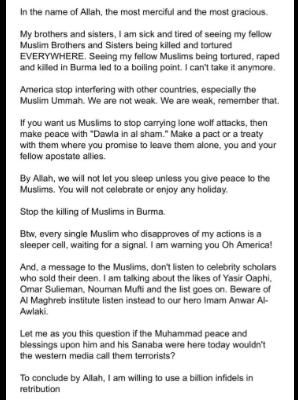 In the name of Allah, the most merciful and the most gracious.
My brothers and sisters, I am sick and tired of seeing my fellow
Muslim Brothers and Sisters being killed and tortured
EVERYWHERE. Seeing my fellow Muslims being tortured, raped
and killed in Burma led to a boiling point. I can't take it anymore.
America stop interfering with other countries, especially the
Muslim Ummah. We are not weak. We are weak, remember that.
If you want us Muslims to stop carrying lone wolf attacks, then
make peace with "Dawla in al sham." Make a pact or a treaty
with them where you promise to leave them alone, you and your
fellow apostate allies.
By Allah, we will not let you sleep unless you give peace to the
Muslims. You will not celebrate or enjoy any holiday.
Stop the killing of Muslims in Burma.
Btw, every single Muslim who disapproves of my actions is a
sleeper cell, waiting for a signal. I am warning you Oh America!
And, a message to the Muslims, don't listen to celebrity scholars
who sold their deen. I am talking about the likes of Yasir Qaphi,
Omar Sulieman, Nouman Mufti and the list goes on. Beware of
Al Maghreb institute listen instead to our hero Imam Anwar Al-
Awlaki.
Let me as you this question if the Muhammad peace and
blessings upon him and his Sanaba were here today wouldn't
the western media call them terrorists?
To conclude by Allah, I am willing to use a billion infidels in
retribution